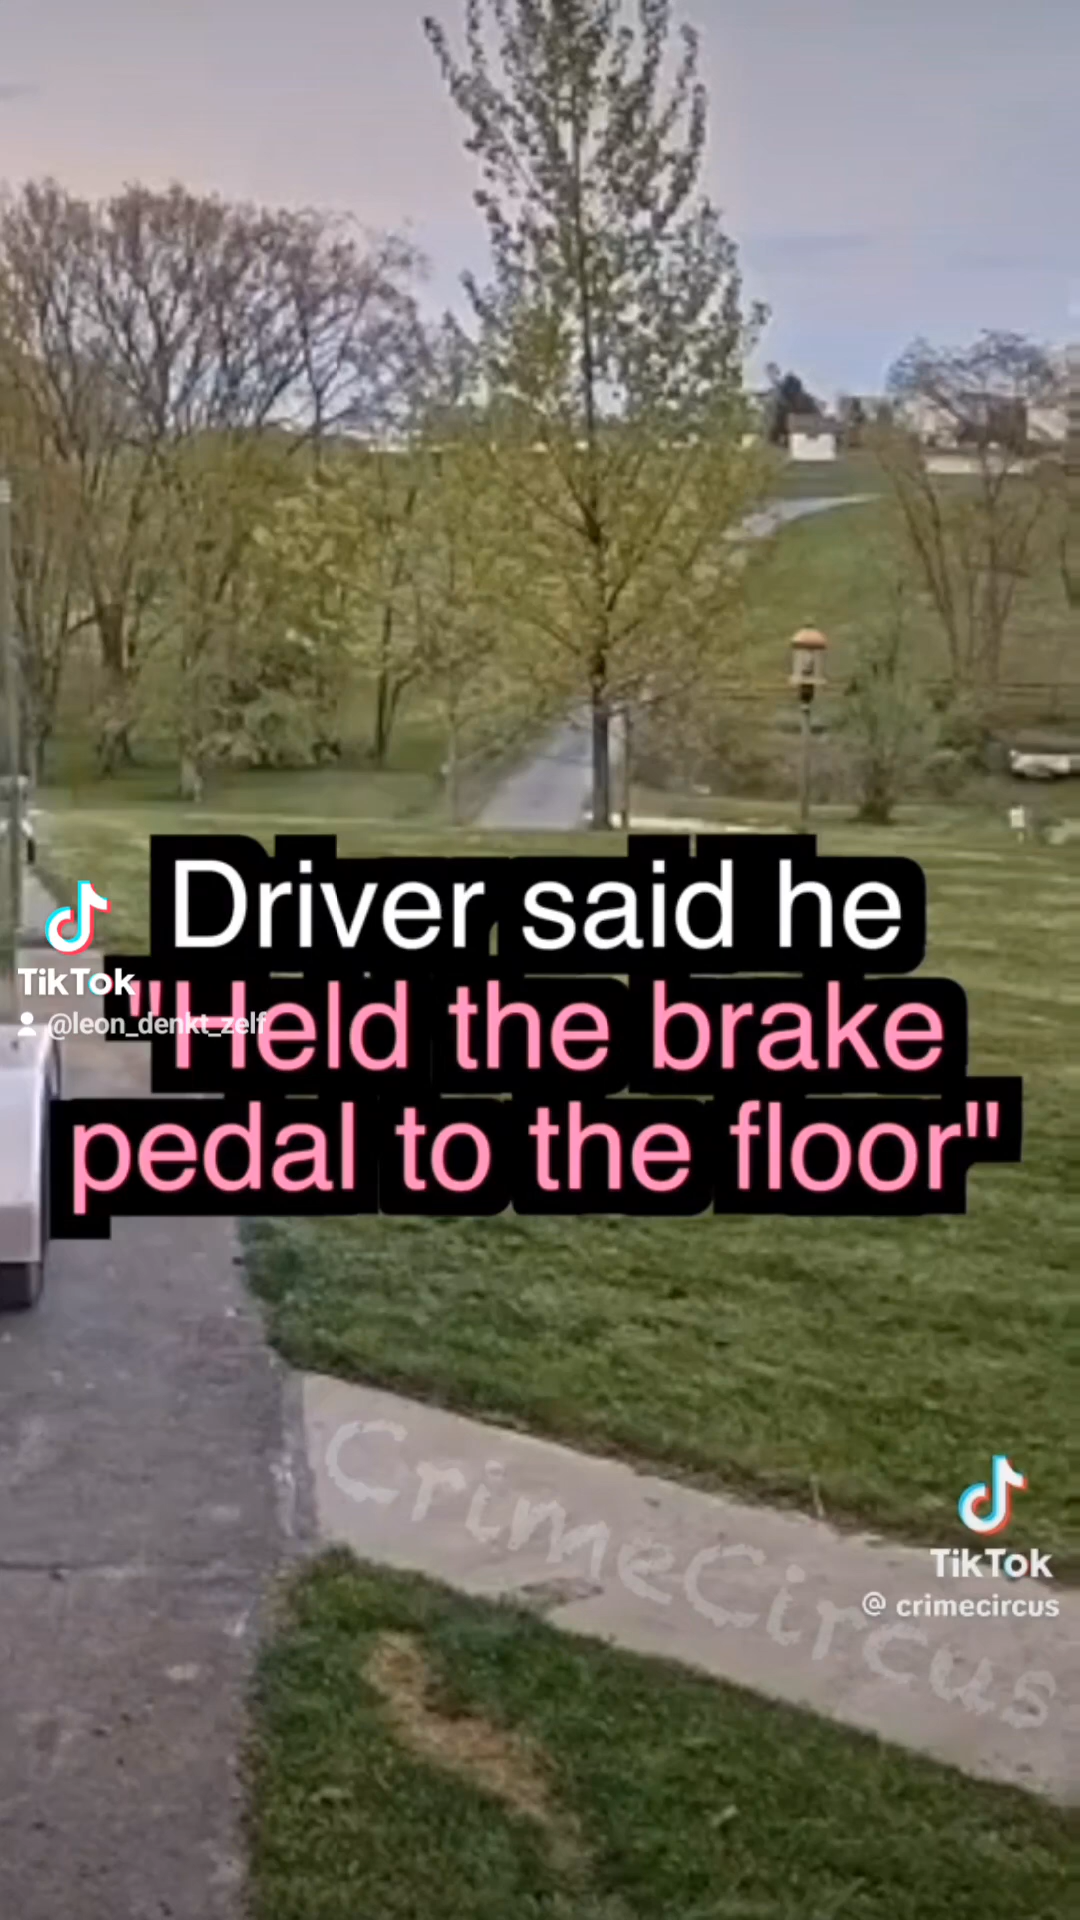 Driver said he
"Held the brake
pedal to the floor"
TikTok
@leon_denkt_zelf
CrimeCircus
TikTok
@ crimecircus